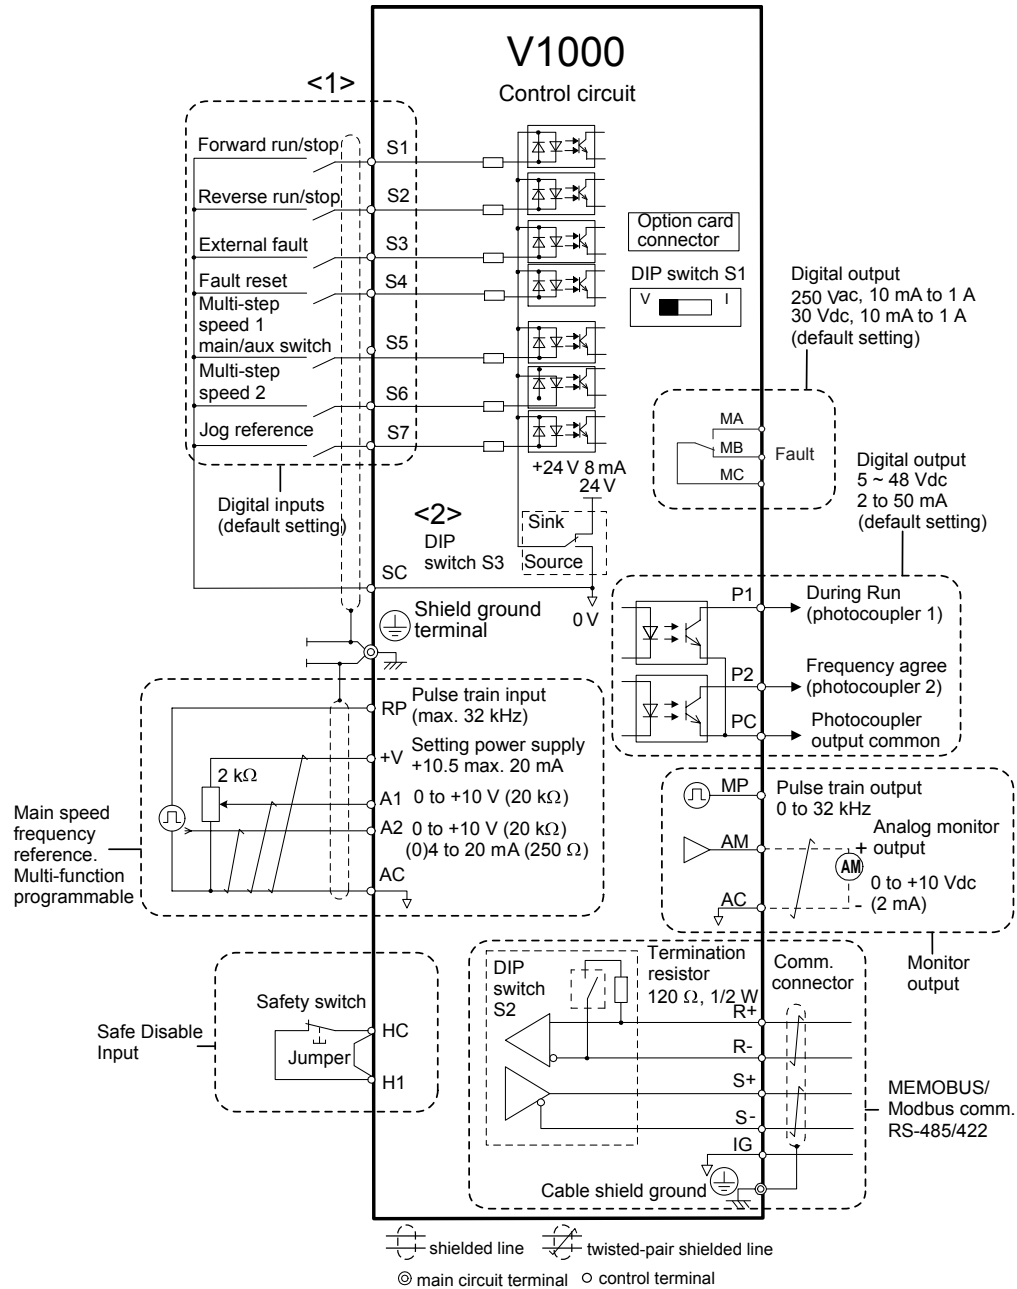 V1000
Control circuit
<1>
Forward run/stop
S1
Reverse run/stop
S2
External fault
S3
Fault reset
S4
Multi-step
speed 1
main/aux switch
S5
Multi-step
speed 2
S6
Jog reference
S7
Digital inputs
(default setting)
Option card
connector
DIP switch S1
V
I
+24 V 8 mA
24 V
<2>
DIP
switch S3
Sink
Source
0 V
SC
Shield ground
terminal
Digital output
250 Vac, 10 mA to 1 A
30 Vdc, 10 mA to 1 A
(default setting)
MA
MB
MC
Fault
Digital output
5 ~ 48 Vdc
2 to 50 mA
(default setting)
P1
During Run
(photocoupler 1)
P2
Frequency agree
(photocoupler 2)
PC
Photocoupler
output common
Main speed
frequency
reference.
Multi-function
programmable
2 kΩ
RP
Pulse train input
(max. 32 kHz)
+V
Setting power supply
+10.5 max. 20 mA
A1
0 to +10 V (20 kΩ)
A2
0 to +10 V (20 kΩ)
(0)4 to 20 mA (250 Ω)
AC
MP
Pulse train output
0 to 32 kHz
AM
+
Analog monitor
output
AM
0 to +10 Vdc
(2 mA)
AC
-
Monitor
output
Safe Disable
Input
Safety switch
Jumper
HC
H1
DIP
switch
S2
Termination
resistor
120 Ω, 1/2 W
Comm.
connector
R+
R-
S+
S-
IG
Cable shield ground
MEMOBUS/
Modbus comm.
RS-485/422
shielded line
twisted-pair shielded line
main circuit terminal
control terminal